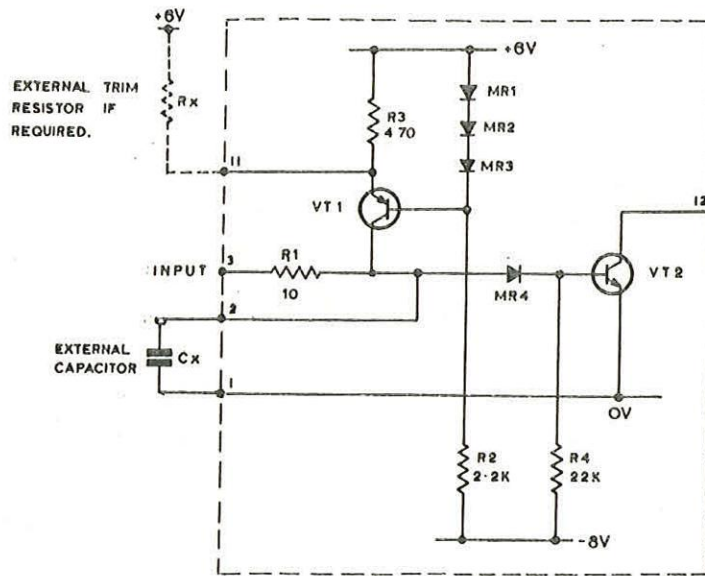 +6V
EXTERNAL TRIM
RESISTOR IF
REQUIRED.
Rx
+6V
R3
470
MR1
MR2
MR3
11
VT1
12
INPUT
3
R1
10
MR4
VT2
2
EXTERNAL
CAPACITOR
Cx
1
0V
R2
2·2K
R4
22K
-6V